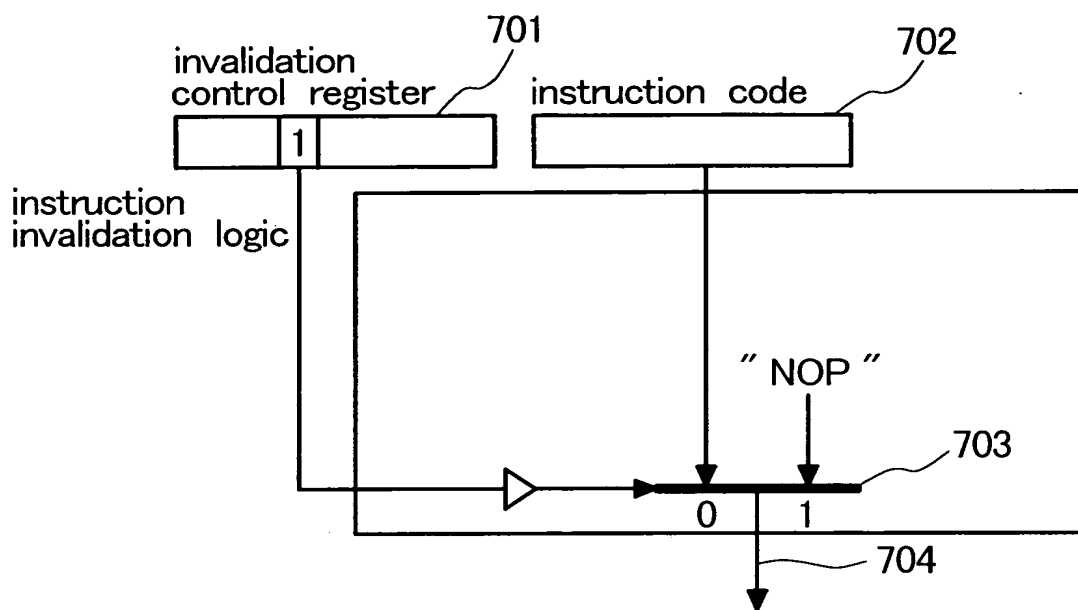 701
702
invalidation
control register
instruction code
1
instruction
invalidation logic
" NOP "
703
0 1
704